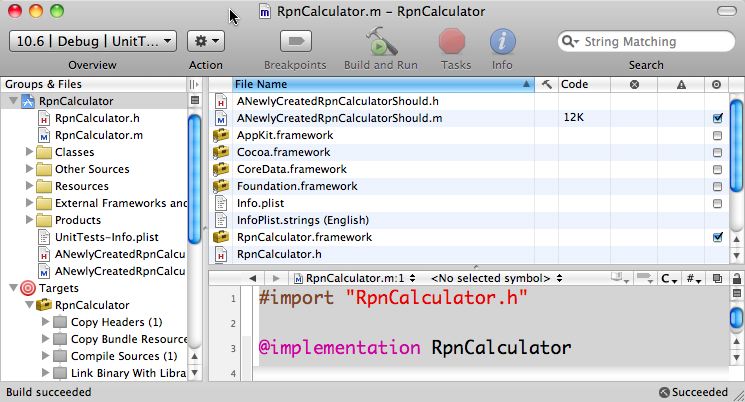 RpnCalculator.m – RpnCalculator
10.6 | Debug | UnitT...
Overview
Action
Breakpoints
Build and Run
Tasks
Info
String Matching
Search
Groups & Files
RpnCalculator
RpnCalculator.h
RpnCalculator.m
Classes
Other Sources
Resources
External Frameworks and
Products
UnitTests-Info.plist
ANewlyCreatedRpnCalcu
ANewlyCreatedRpnCalcu
Targets
RpnCalculator
Copy Headers (1)
Copy Bundle Resource
Compile Sources (1)
Link Binary With Libra
File Name
Code
ANewlyCreatedRpnCalculatorShould.h
ANewlyCreatedRpnCalculatorShould.m 12K
AppKit.framework
Cocoa.framework
CoreData.framework
Foundation.framework
Info.plist
InfoPlist.strings (English)
RpnCalculator.framework
RpnCalculator.h
RpnCalculator.m:1 <No selected symbol> C #
1 #import "RpnCalculator.h"
2
3 @implementation RpnCalculator
4
Build succeeded
Succeeded